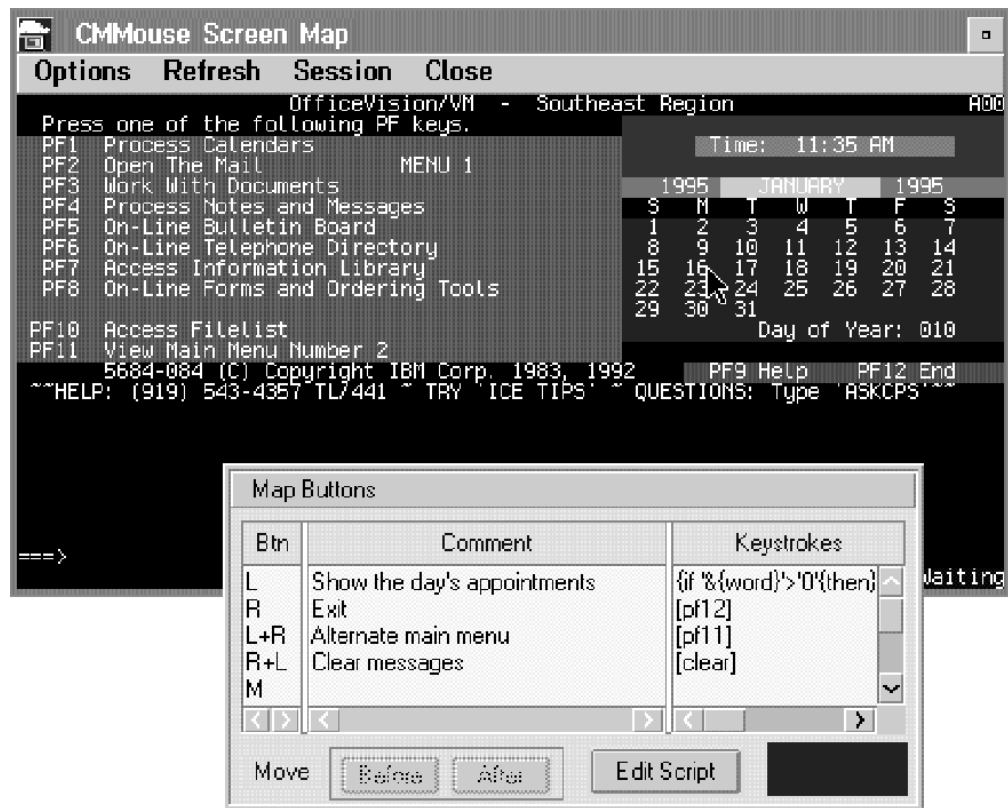 CMMouse Screen Map
Options Refresh Session Close
OfficeVision/VM - Southeast Region A00
Press one of the following PF keys.
PF1 Process Calendars
Time: 11:35 AM
PF2 Open The Mail MENU 1
PF3 Work With Documents 1995 JANUARY 1995
PF4 Process Notes and Messages S M T W T F S
PF5 On-Line Bulletin Board 1 2 3 4 5 6 7
PF6 On-Line Telephone Directory 8 9 10 11 12 13 14
PF7 Access Information Library 15 16 17 18 19 20 21
PF8 On-Line Forms and Ordering Tools 22 23 24 25 26 27 28
29 30 31
PF10 Access Filelist Day of Year: 010
PF11 View Main Menu Number 2
5684-084 (C) Copyright IBM Corp. 1983, 1992 PF9 Help PF12 End
~~HELP: (919) 543-4357 TL/441 ~ TRY 'ICE TIPS' ~ QUESTIONS: Type 'ASKCPS'~~~
===>
Waiting
Map Buttons
Btn Comment Keystrokes
L Show the day's appointments {if '&{word}'>'0'{then}
R Exit [pf12]
L+R Alternate main menu [pf11]
R+L Clear messages [clear]
M
Move Before After Edit Script